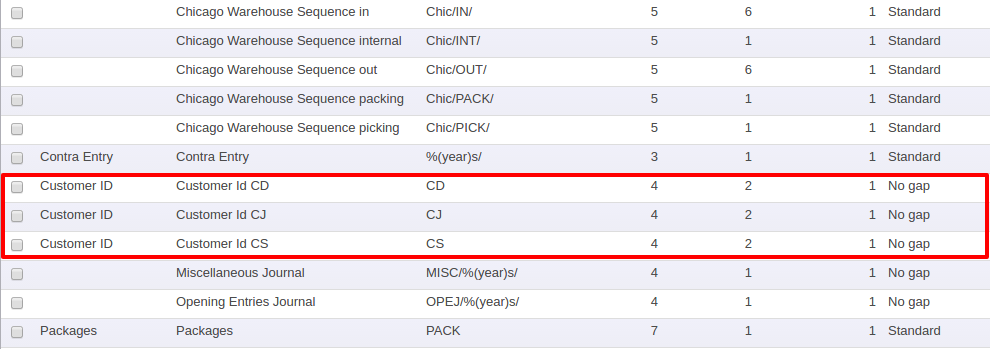 Chicago Warehouse Sequence in Chic/IN/ 5 6 1 Standard
Chicago Warehouse Sequence internal Chic/INT/ 5 1 1 Standard
Chicago Warehouse Sequence out Chic/OUT/ 5 6 1 Standard
Chicago Warehouse Sequence packing Chic/PACK/ 5 1 1 Standard
Chicago Warehouse Sequence picking Chic/PICK/ 5 1 1 Standard
Contra Entry Contra Entry %(year)s/ 3 1 1 Standard
Customer ID Customer Id CD CD 4 2 1 No gap
Customer ID Customer Id CJ CJ 4 2 1 No gap
Customer ID Customer Id CS CS 4 2 1 No gap
Miscellaneous Journal MISC/%(year)s/ 4 1 1 No gap
Opening Entries Journal OPEJ/%(year)s/ 4 1 1 No gap
Packages Packages PACK 7 1 1 Standard